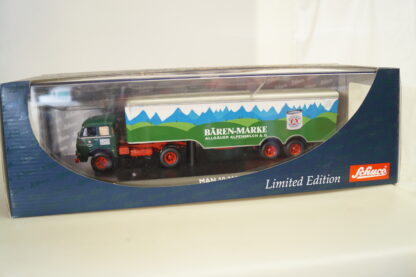 BÄREN-MARKE
ALLGÄUER ALPENMILCH A.G.
Limited Edition
Schuco